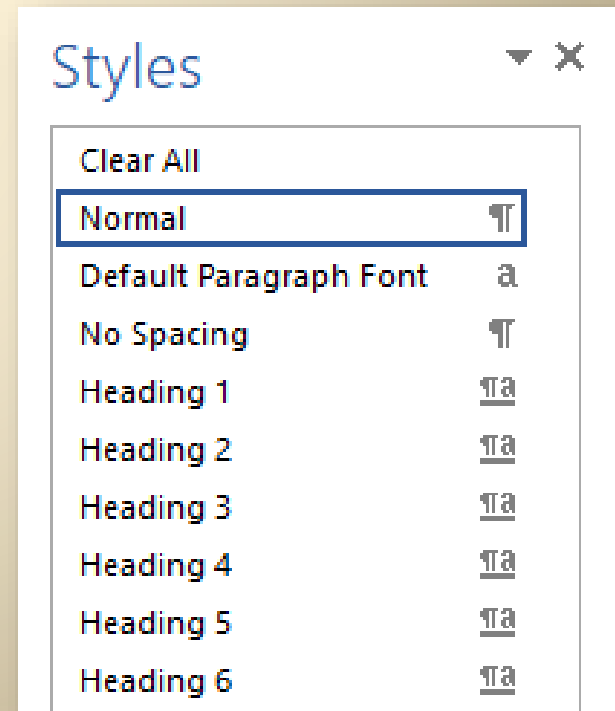 Styles
Clear All
Normal ¶
Default Paragraph Font a
No Spacing ¶
Heading 1 ¶a
Heading 2 ¶a
Heading 3 ¶a
Heading 4 ¶a
Heading 5 ¶a
Heading 6 ¶a